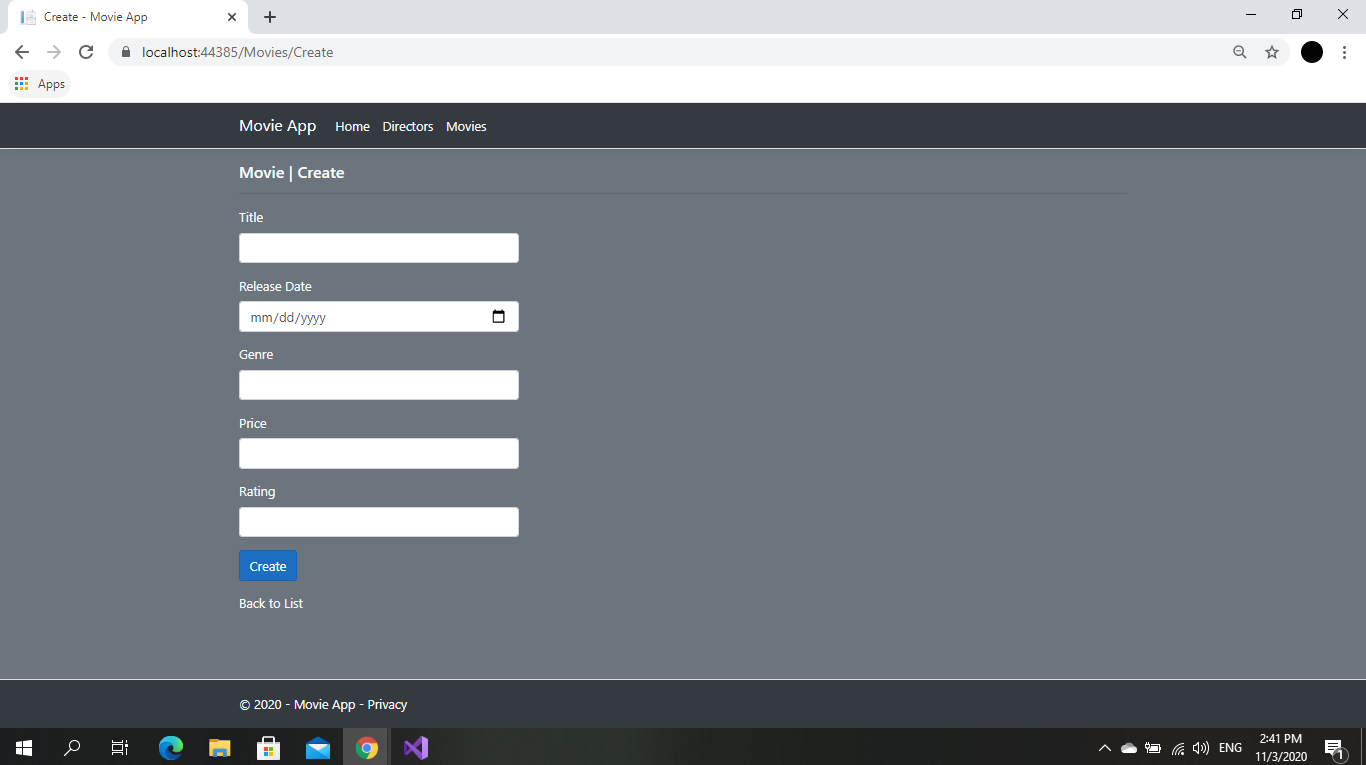 Create - Movie App
localhost:44385/Movies/Create
Apps
Movie App Home Directors Movies
Movie | Create
Title
Release Date
mm/dd/yyyy
Genre
Price
Rating
Create
Back to List
© 2020 - Movie App - Privacy
ENG
2:41 PM
11/3/2020
1